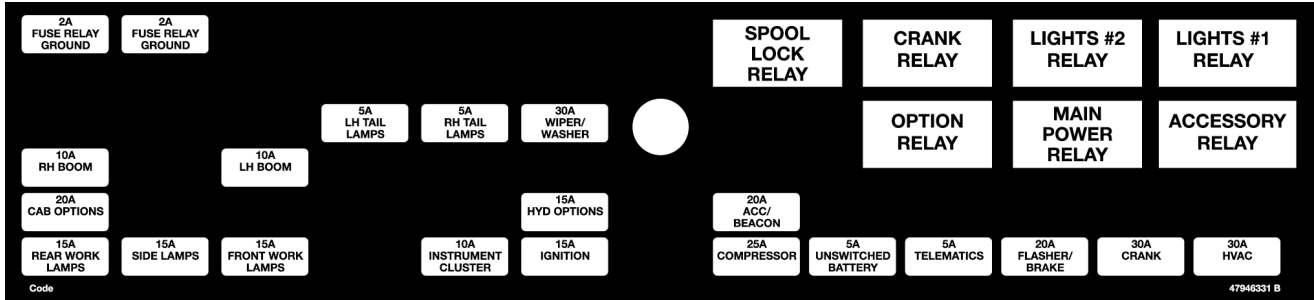 2A
FUSE RELAY
GROUND
2A
FUSE RELAY
GROUND
SPOOL
LOCK
RELAY
CRANK
RELAY
LIGHTS #2
RELAY
LIGHTS #1
RELAY
5A
LH TAIL
LAMPS
5A
RH TAIL
LAMPS
30A
WIPER/
WASHER
OPTION
RELAY
MAIN
POWER
RELAY
ACCESSORY
RELAY
10A
RH BOOM
10A
LH BOOM
20A
CAB OPTIONS
15A
HYD OPTIONS
20A
ACC/
BEACON
15A
REAR WORK
LAMPS
15A
SIDE LAMPS
15A
FRONT WORK
LAMPS
10A
INSTRUMENT
CLUSTER
15A
IGNITION
25A
COMPRESSOR
5A
UNSWITCHED
BATTERY
5A
TELEMATICS
20A
FLASHER/
BRAKE
30A
CRANK
30A
HVAC
Code
47946331 B